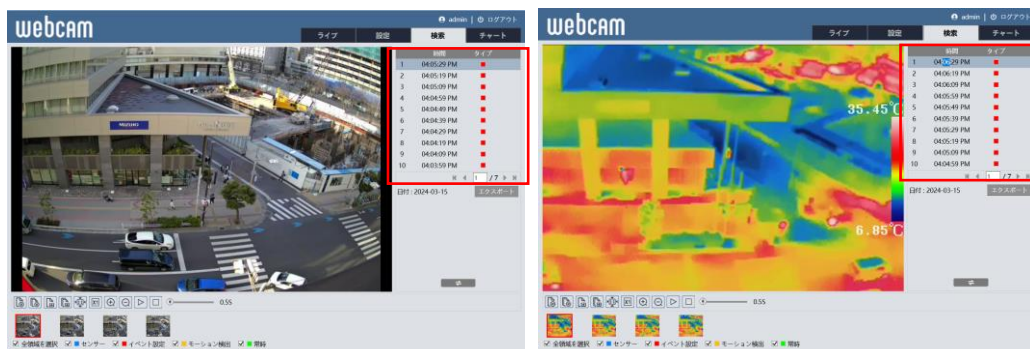 webcam
admin | ログアウト
ライブ 設定 検索 チャート
時間 タイプ
1 04:05:29 PM
2 04:05:19 PM
3 04:05:09 PM
4 04:04:59 PM
5 04:04:49 PM
6 04:04:39 PM
7 04:04:29 PM
8 04:04:19 PM
9 04:04:09 PM
10 04:03:59 PM
1 / 7
日付 : 2024-03-15 エクスポート
MIZUHO
0.5S
全領域を選択 センサー イベント設定 モーション検出 常時
webcam
admin | ログアウト
ライブ 設定 検索 チャート
時間 タイプ
1 04:06:29 PM
2 04:06:19 PM
3 04:06:09 PM
4 04:05:59 PM
5 04:05:49 PM
6 04:05:39 PM
7 04:05:29 PM
8 04:05:19 PM
9 04:05:09 PM
10 04:04:59 PM
1 / 7
日付 : 2024-03-15 エクスポート
35.45℃
6.85℃
0.5S
全領域を選択 センサー イベント設定 モーション検出 常時